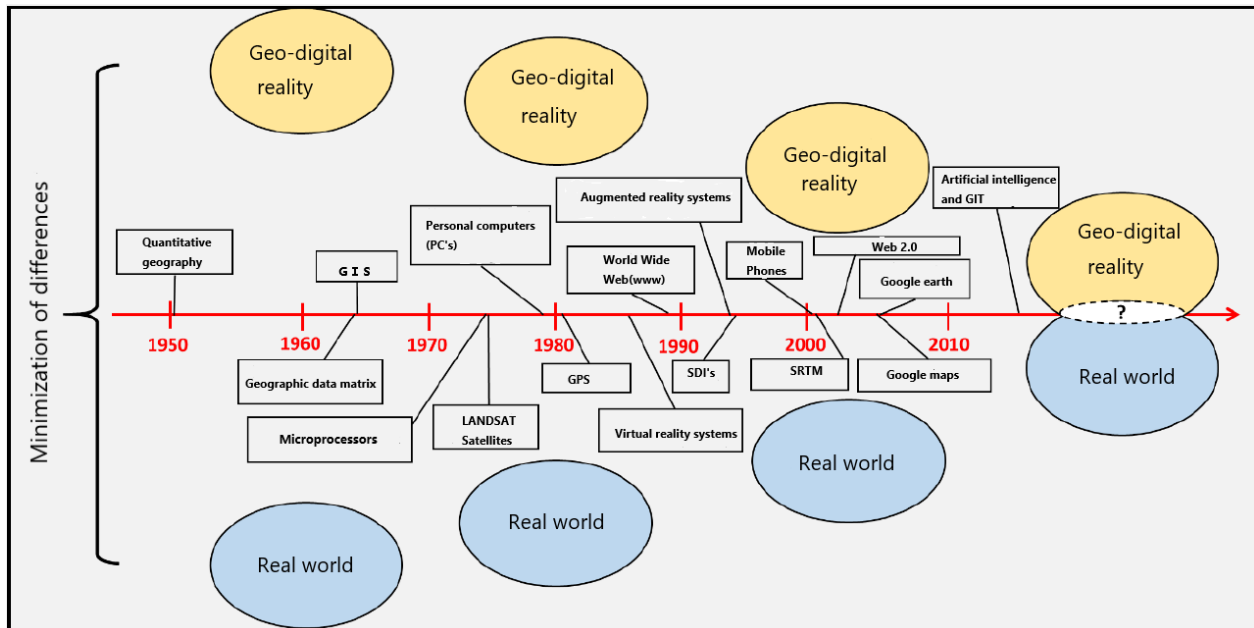 Minimization of differences
Geo-digital
reality
Geo-digital
reality
Geo-digital
reality
Geo-digital
reality
Quantitative
geography
G I S
Personal computers
(PC's)
Augmented reality systems
World Wide
Web(www)
Mobile
Phones
Web 2.0
Google earth
Artificial intelligence
and GIT
1950
1960
1970
1980
1990
2000
2010
?
Geographic data matrix
Microprocessors
LANDSAT
Satellites
GPS
Virtual reality systems
SDI's
SRTM
Google maps
Real world
Real world
Real world
Real world